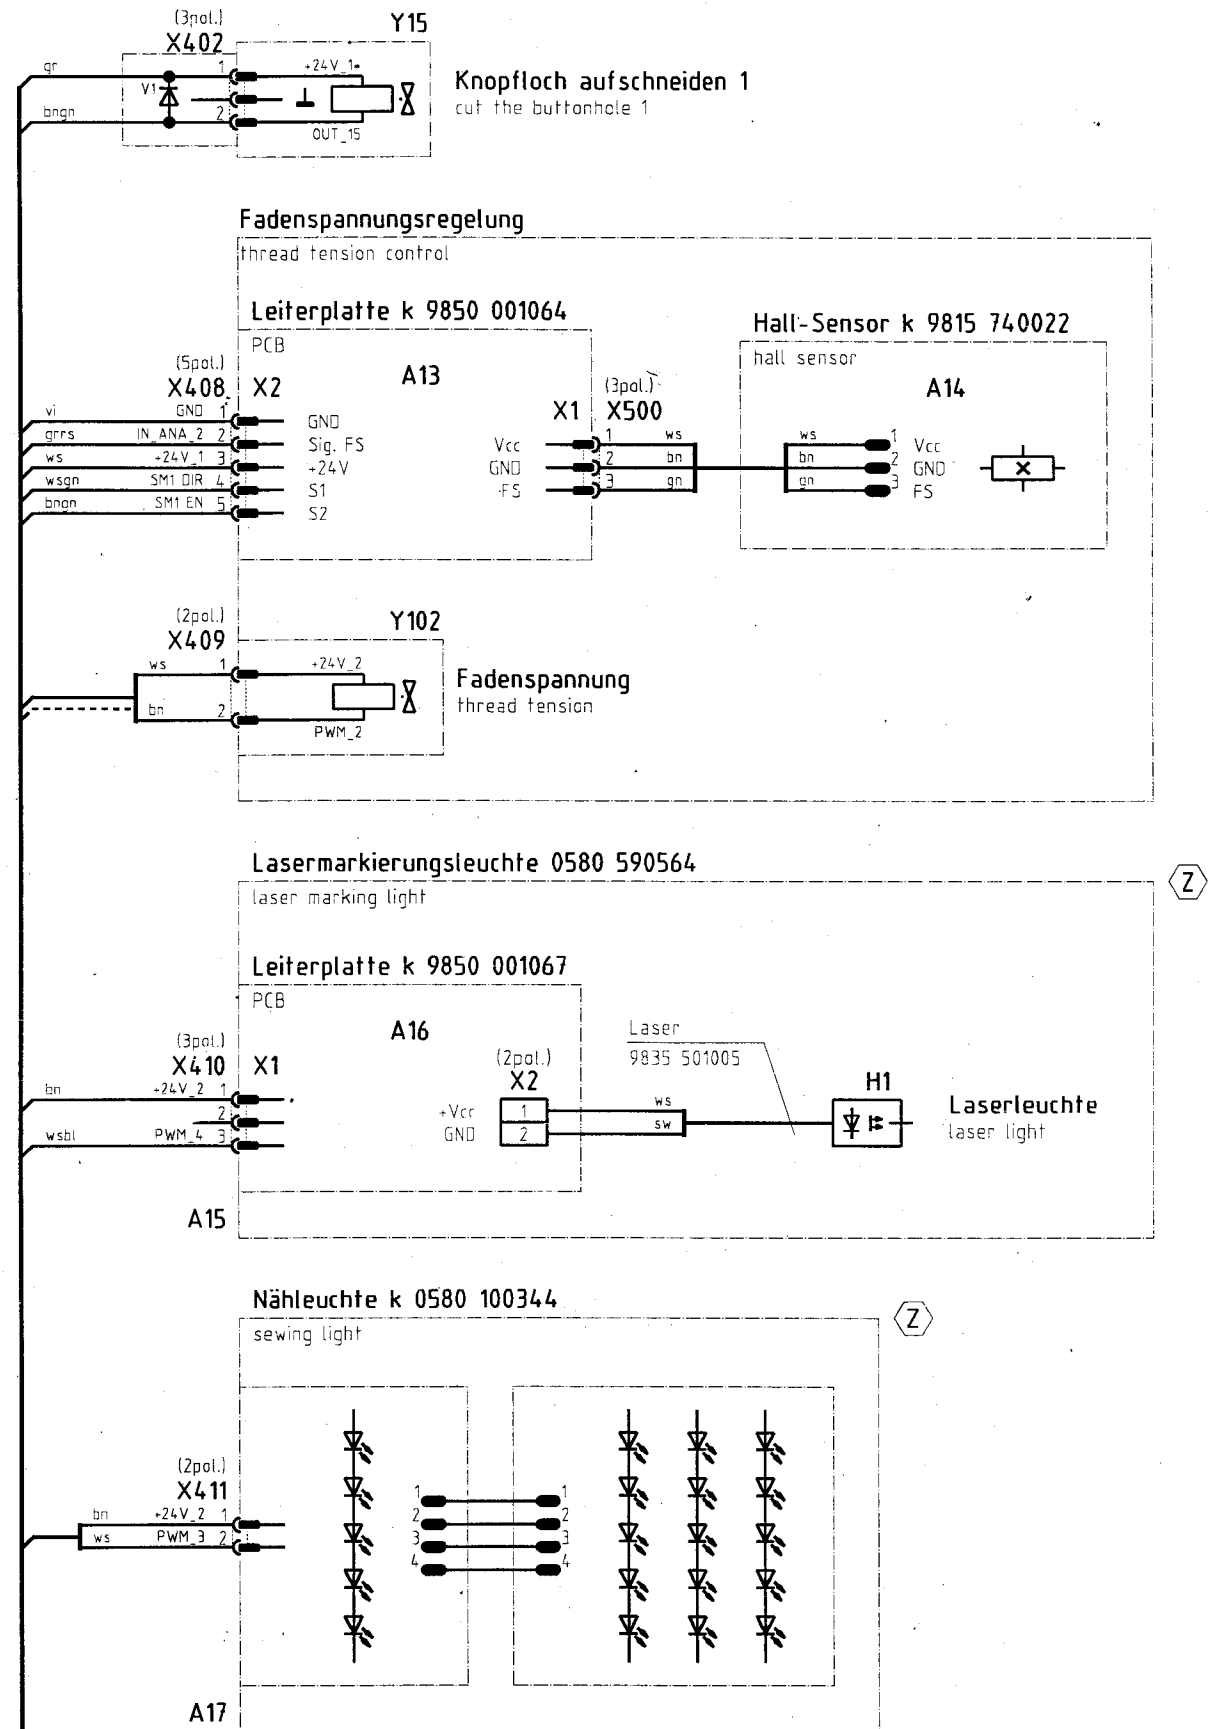 (3pol.)
X402
Y15
gr
1
+24V_1*
V1
bngn
2
OUT_15
Knopfloch aufschneiden 1
cut the buttonhole 1
Fadenspannungsregelung
thread tension control
Leiterplatte k 9850 001064
PCB
A13
(5pol.)
X408 X2
vi GND 1 GND
grrs IN_ANA_2 2 Sig. FS
ws +24V_1 3 +24V
wsgn SM1 DIR 4 S1
bngn SM1 EN 5 S2
(3pol.)
X1 X500
Vcc 1 ws
GND 2 bn
FS 3 gn
Hall-Sensor k 9815 740022
hall sensor
A14
ws 1 Vcc
bn 2 GND
gn 3 FS
(2pol.)
X409
Y102
ws 1 +24V_2
bn 2 PWM_2
Fadenspannung
thread tension
Lasermarkierungsleuchte 0580 590564
laser marking light
Z
Leiterplatte k 9850 001067
PCB
A16
(3pol.)
X410 X1
bn +24V_2 1
2
wsbl PWM_4 3
(2pol.)
X2
+Vcc 1 ws
GND 2 sw
Laser
9835 501005
H1
Laserleuchte
laser light
A15
Nähleuchte k 0580 100344
sewing light
Z
(2pol.)
X411
bn +24V_2 1
ws PWM_3 2
1 1
2 2
3 3
4 4
A17